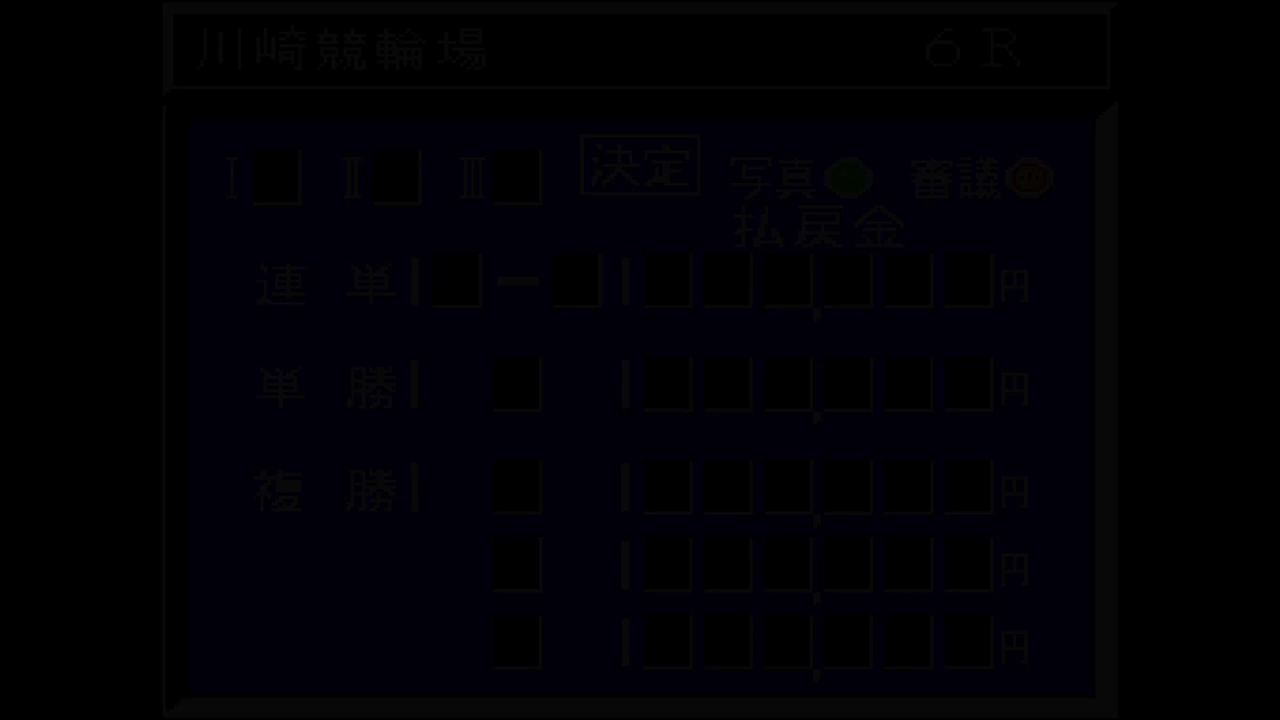 川崎競輪場 6R
Ⅰ Ⅱ Ⅲ 決定 写真 審議
払戻金
連単 ー , 円
単勝 , 円
複勝 , 円
, 円
, 円